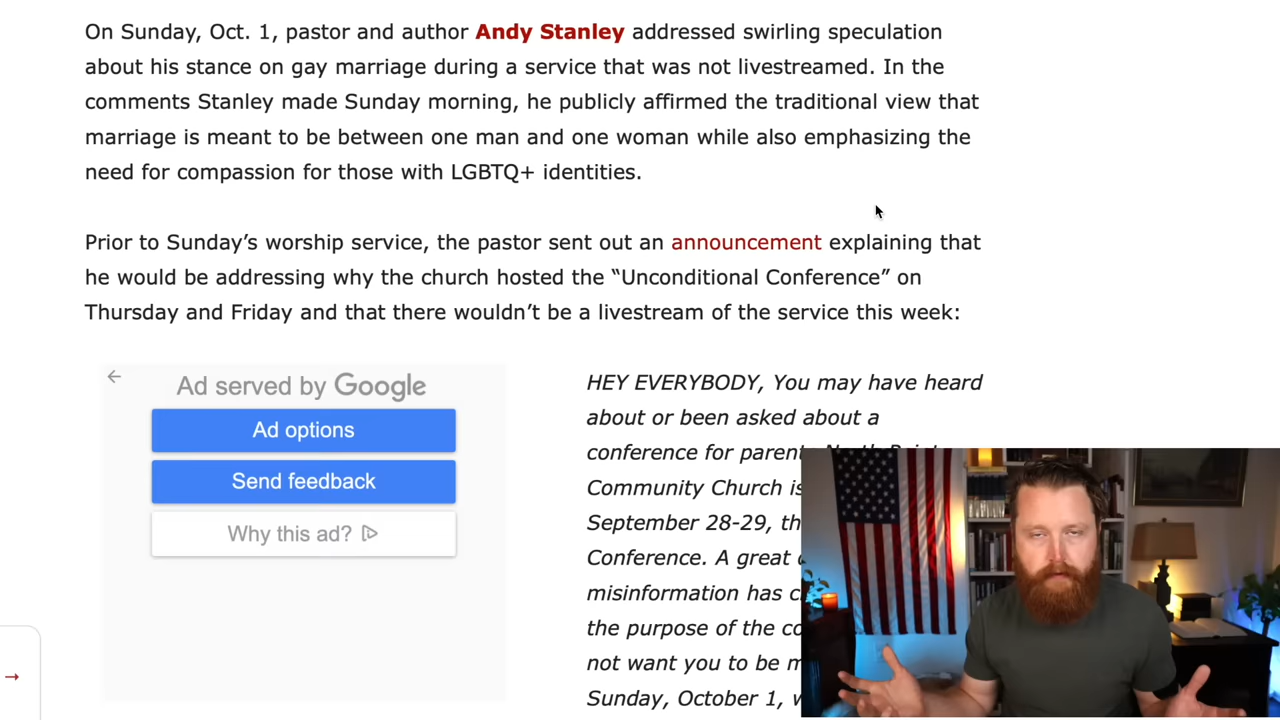 On Sunday, Oct. 1, pastor and author Andy Stanley addressed swirling speculation
about his stance on gay marriage during a service that was not livestreamed. In the
comments Stanley made Sunday morning, he publicly affirmed the traditional view that
marriage is meant to be between one man and one woman while also emphasizing the
need for compassion for those with LGBTQ+ identities.
Prior to Sunday’s worship service, the pastor sent out an announcement explaining that
he would be addressing why the church hosted the “Unconditional Conference” on
Thursday and Friday and that there wouldn’t be a livestream of the service this week:
Ad served by Google
Ad options
Send feedback
Why this ad?
HEY EVERYBODY, You may have heard
about or been asked about a
conference for
Community Church
September 28-29,
Conference. A great
misinformation has
the purpose of the
not want you to be
Sunday, October 1,
→